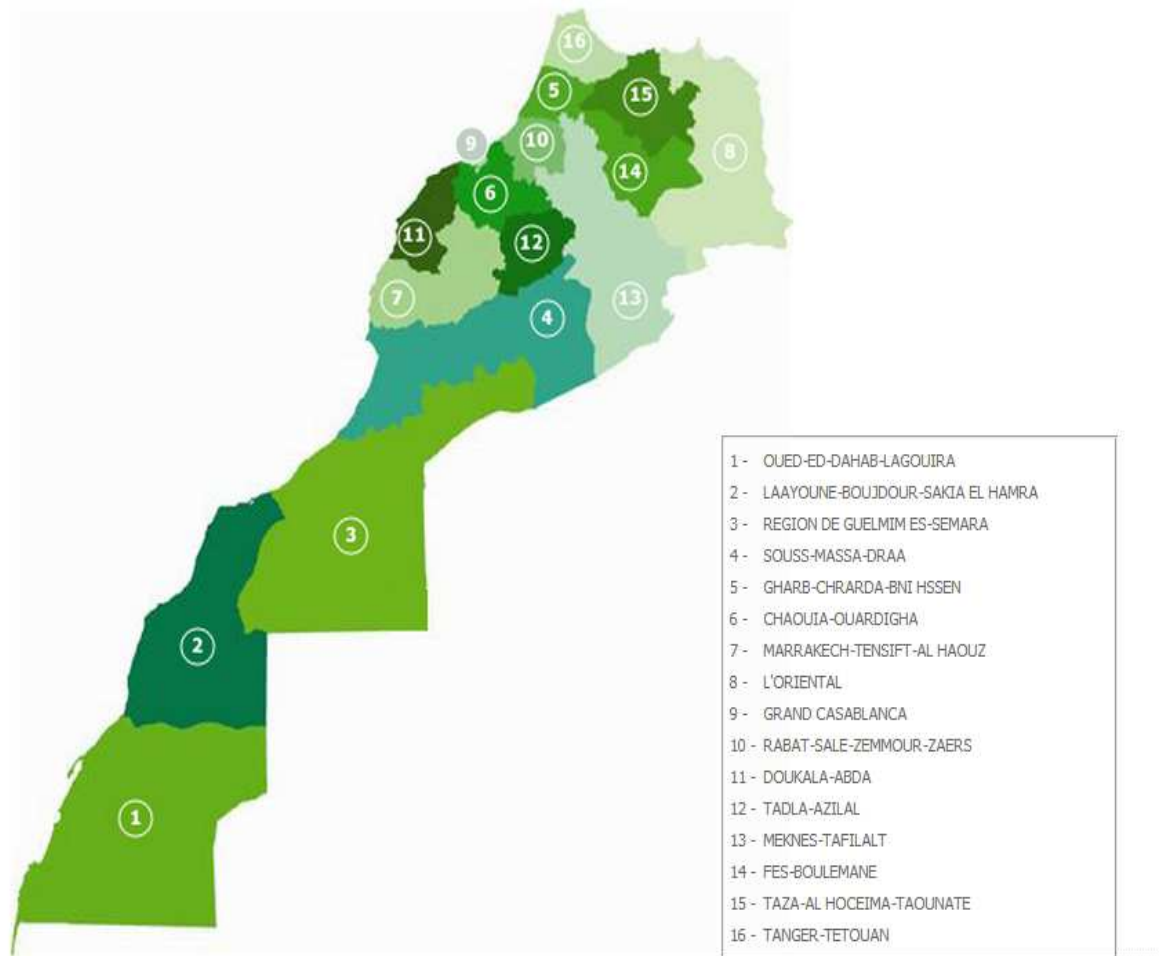 16
5
15
9
10
8
14
6
11
12
7
13
4
3
2
1
1 - OUED-ED-DAHAB-LAGOUIRA
2 - LAAYOUNE-BOUJDOUR-SAKIA EL HAMRA
3 - REGION DE GUELMIM ES-SEMARA
4 - SOUSS-MASSA-DRAA
5 - GHARB-CHRARDA-BNI HSSEN
6 - CHAOUIA-OUARDIGHA
7 - MARRAKECH-TENSIFT-AL HAOUZ
8 - L'ORIENTAL
9 - GRAND CASABLANCA
10 - RABAT-SALE-ZEMMOUR-ZAERS
11 - DOUKALA-ABDA
12 - TADLA-AZILAL
13 - MEKNES-TAFILALT
14 - FES-BOULEMANE
15 - TAZA-AL HOCEIMA-TAOUNATE
16 - TANGER-TETOUAN